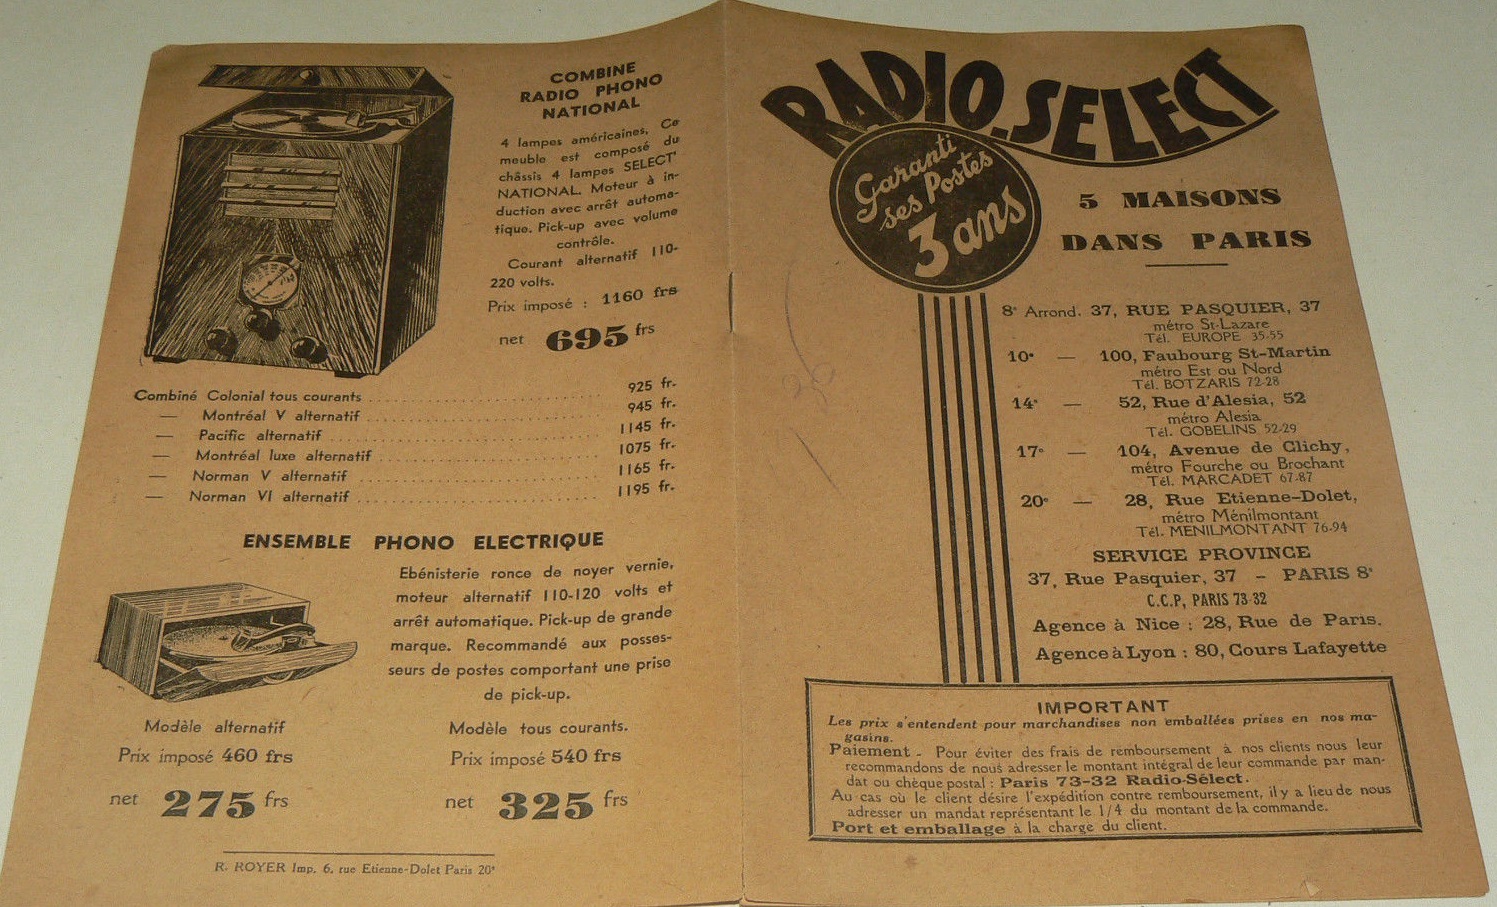 COMBINE
RADIO PHONO
NATIONAL
4 lampes américaines. Ce
meuble est composé du
châssis 4 lampes SELECT'
NATIONAL. Moteur à in-
duction avec arrêt automa-
tique. Pick-up avec volume
contrôle.
Courant alternatif 110-
220 volts.
Prix imposé : 1160 frs
net 695 frs
Combiné Colonial tous courants 925 fr.
— Montréal V alternatif 945 fr.
— Pacific alternatif 1145 fr.
— Montréal luxe alternatif 1075 fr.
— Norman V alternatif 1165 fr.
— Norman VI alternatif 1195 fr.
ENSEMBLE PHONO ELECTRIQUE
Ebénisterie ronce de noyer vernie,
moteur alternatif 110-120 volts et
arrêt automatique. Pick-up de grande
marque. Recommandé aux posses-
seurs de postes comportant une prise
de pick-up.
Modèle alternatif
Prix imposé 460 frs
net 275 frs
Modèle tous courants.
Prix imposé 540 frs
net 325 frs
R. ROYER Imp. 6, rue Etienne-Dolet Paris 20e
RADIO-SELECT
Garanti
ses Postes
3 ans
5 MAISONS
DANS PARIS
8e Arrond. 37, RUE PASQUIER, 37
métro St-Lazare
Tél. EUROPE 35-55
10e — 100, Faubourg St-Martin
métro Est ou Nord
Tél. BOTZARIS 72-28
14e — 52, Rue d'Alesia, 52
métro Alesia
Tél. GOBELINS 52-29
17e — 104, Avenue de Clichy,
métro Fourche ou Brochant
Tél. MARCADET 67-87
20e — 28, Rue Etienne-Dolet,
métro Ménilmontant
Tél. MENILMONTANT 76-94
SERVICE PROVINCE
37, Rue Pasquier, 37 - PARIS 8e
C.C.P, PARIS 73-32
Agence à Nice : 28, Rue de Paris.
Agence à Lyon : 80, Cours Lafayette
IMPORTANT
Les prix s'entendent pour marchandises non emballées prises en nos ma-
gasins.
Paiement - Pour éviter des frais de remboursement à nos clients nous leur
recommandons de nous adresser le montant intégral de leur commande par man-
dat ou chèque postal : Paris 73-32 Radio-Sélect.
Au cas où le client désire l'expédition contre remboursement, il y a lieu de nous
adresser un mandat représentant le 1/4 du montant de la commande.
Port et emballage à la charge du client.